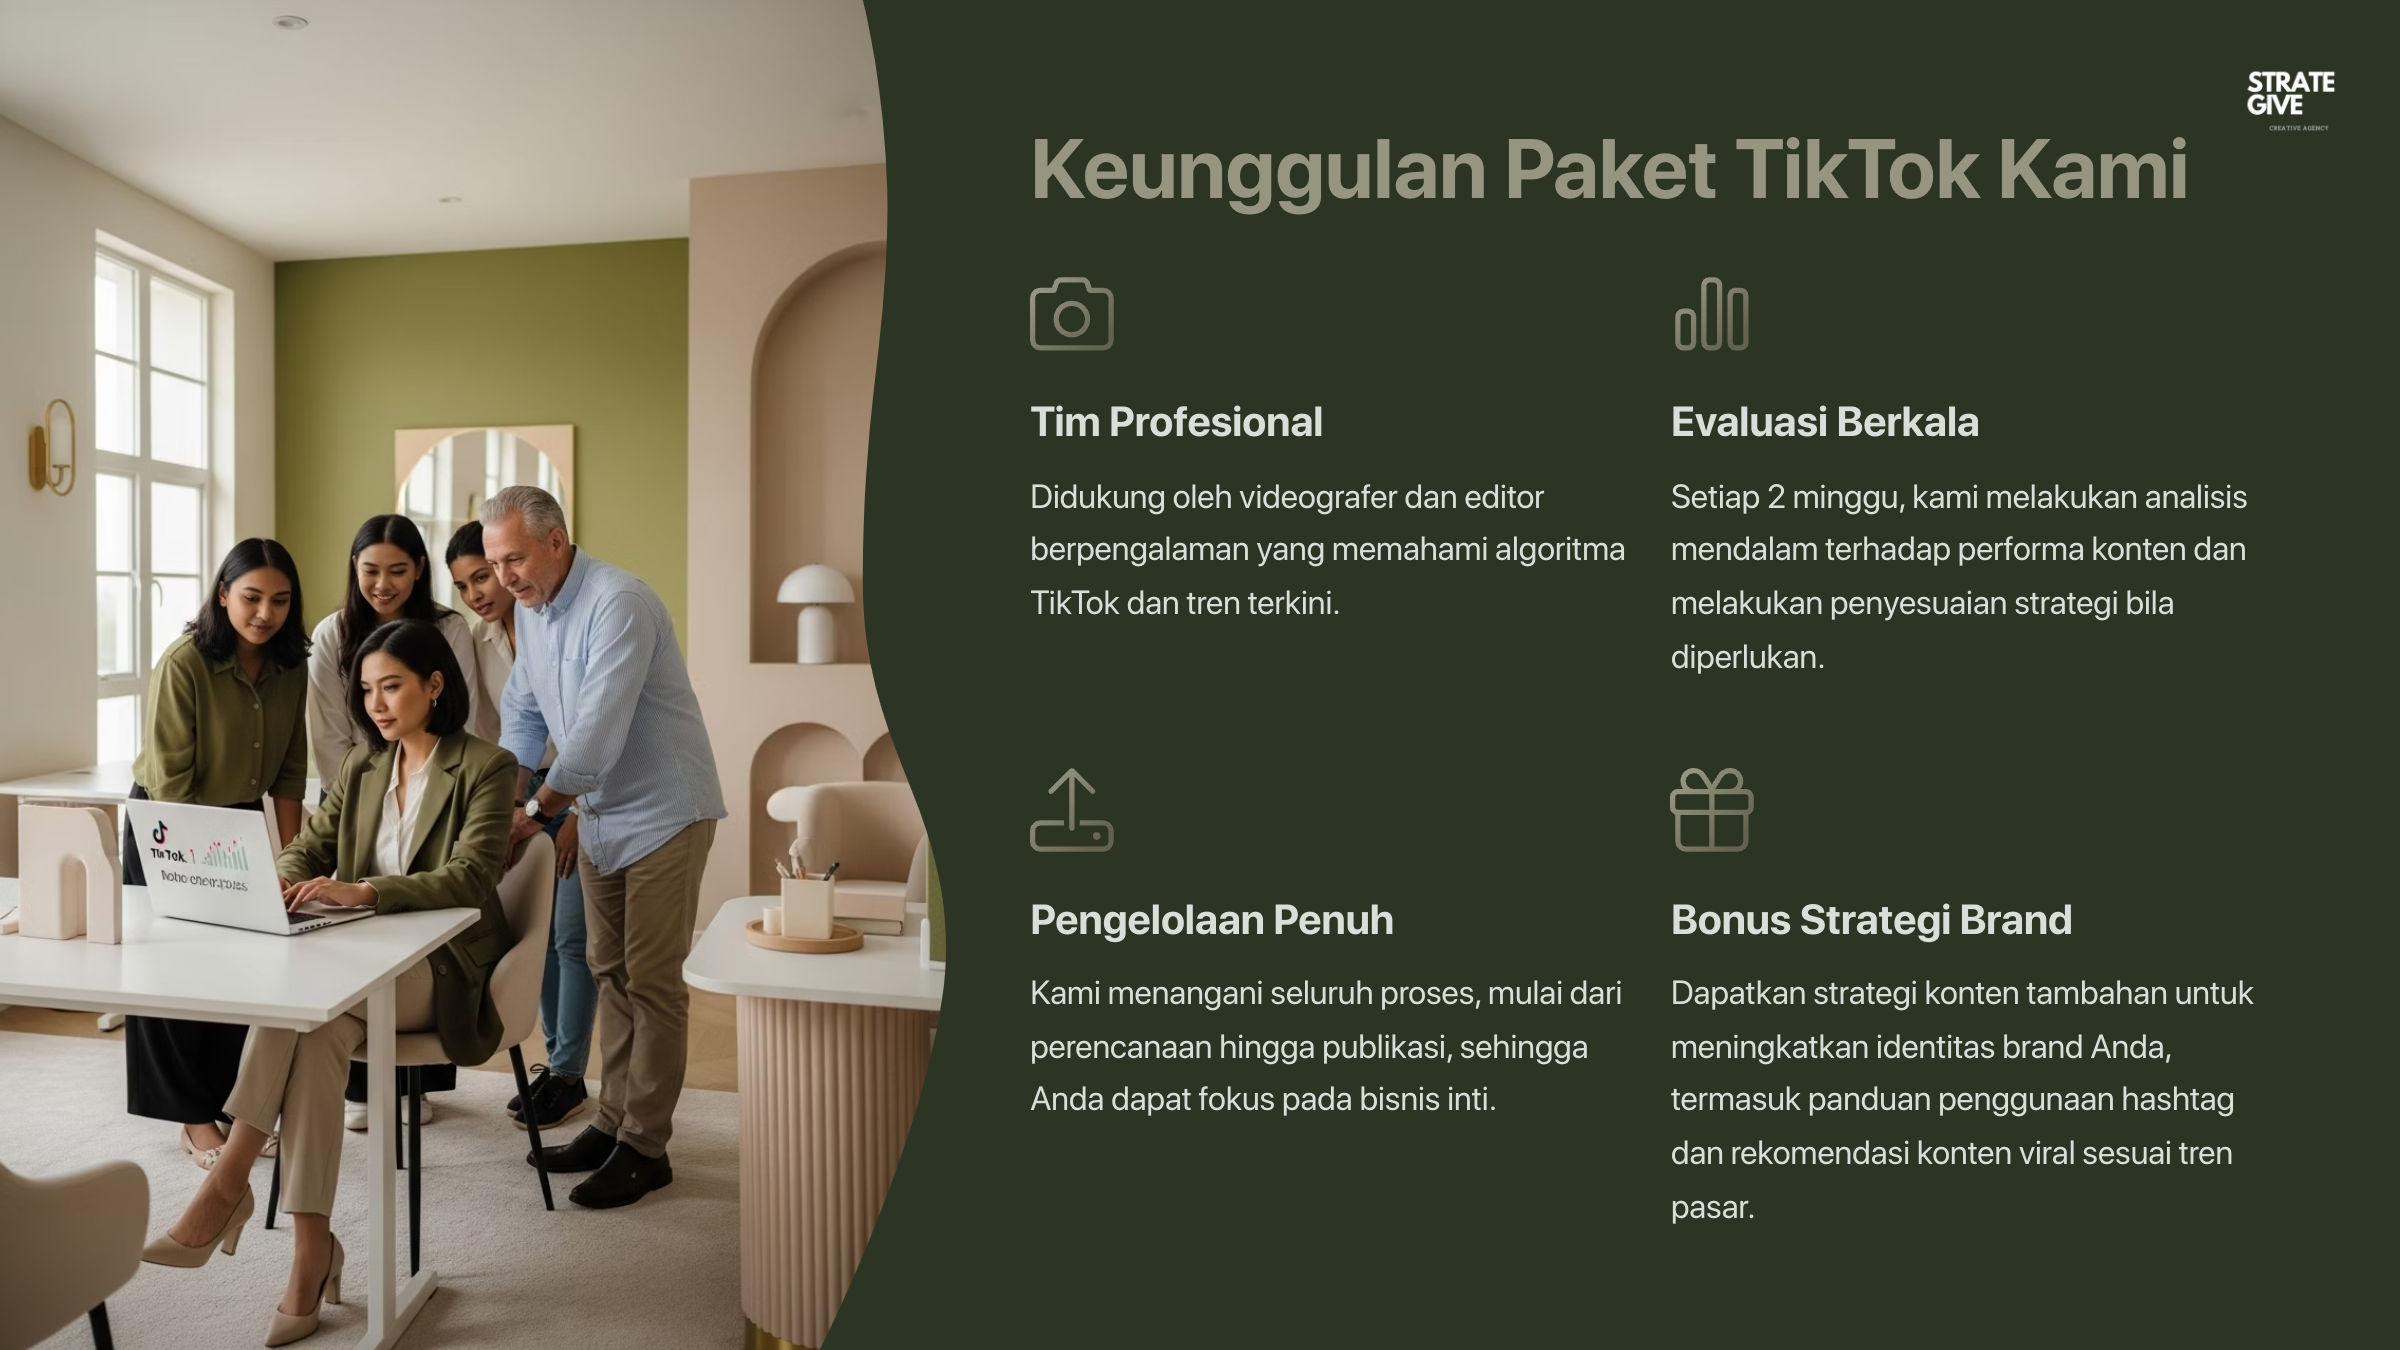 STRATE
GIVE
CREATIVE AGENCY
Keunggulan Paket TikTok Kami
Tim Profesional
Didukung oleh videografer dan editor
berpengalaman yang memahami algoritma
TikTok dan tren terkini.
Evaluasi Berkala
Setiap 2 minggu, kami melakukan analisis
mendalam terhadap performa konten dan
melakukan penyesuaian strategi bila
diperlukan.
Pengelolaan Penuh
Kami menangani seluruh proses, mulai dari
perencanaan hingga publikasi, sehingga
Anda dapat fokus pada bisnis inti.
Bonus Strategi Brand
Dapatkan strategi konten tambahan untuk
meningkatkan identitas brand Anda,
termasuk panduan penggunaan hashtag
dan rekomendasi konten viral sesuai tren
pasar.